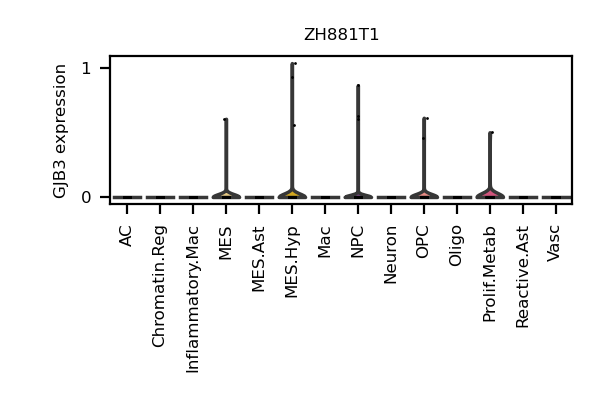 ZH881T1
GJB3 expression
1
0
AC
Chromatin.Reg
Inflammatory.Mac
MES
MES.Ast
MES.Hyp
Mac
NPC
Neuron
OPC
Oligo
Prolif.Metab
Reactive.Ast
Vasc